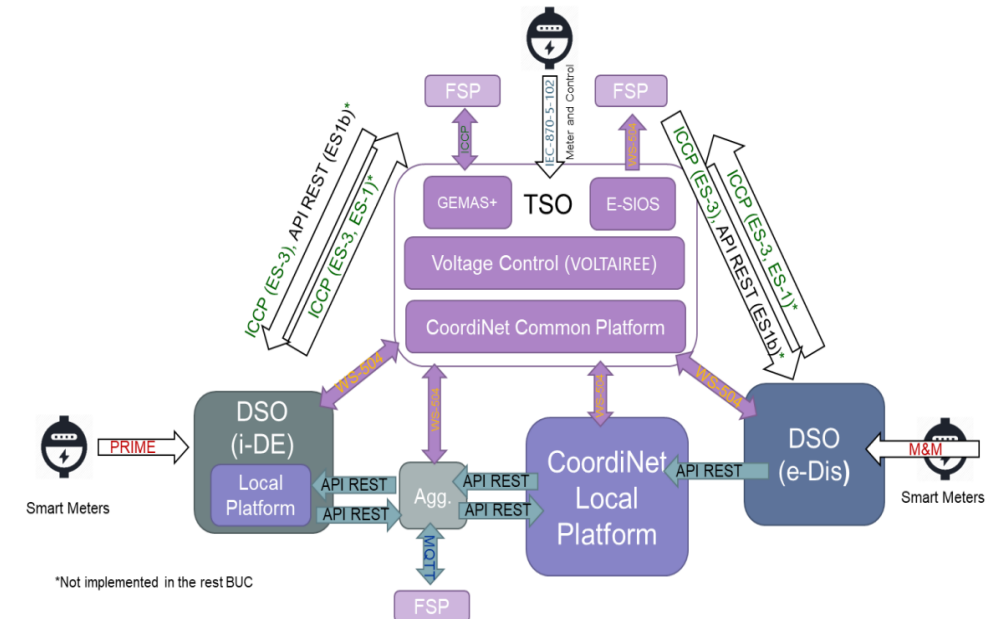 FSP
FSP
ICCP
IEC-870-5-102
Meter and Control
WS-504
ICCP (ES-3), API REST (ES1b)*
ICCP (ES-3, ES-1)*
ICCP (ES-3, ES-1)*
ICCP (ES-3), API REST (ES1b)*
GEMAS+
TSO
E-SIOS
Voltage Control (VOLTAIREE)
CoordiNet Common Platform
WS-504
WS-504
WS-504
WS-504
DSO
(i-DE)
Local
Platform
PRIME
Smart Meters
API REST
API REST
Agg.
API REST
API REST
CoordiNet
Local
Platform
API REST
DSO
(e-Dis)
M&M
Smart Meters
MQTT
FSP
*Not implemented in the rest BUC